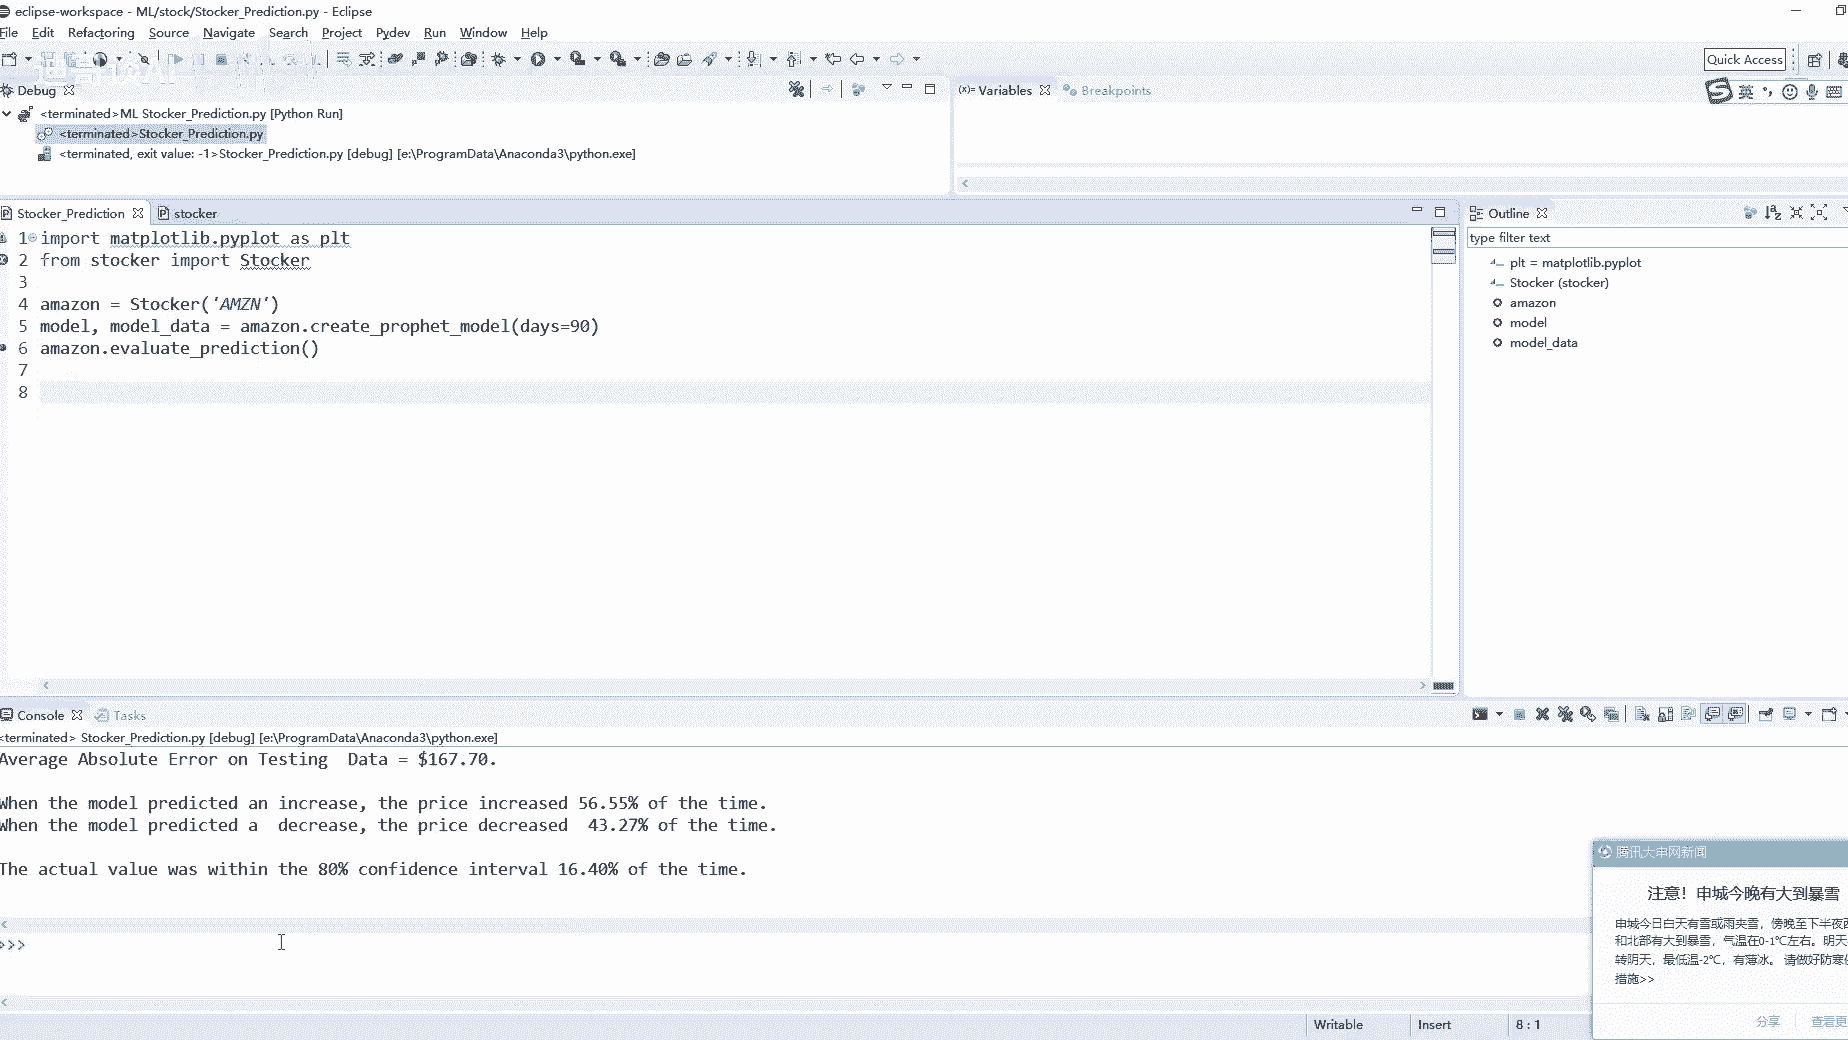 eclipse-workspace - ML/stock/Stocker_Prediction.py - Eclipse
File Edit Refactoring Source Navigate Search Project Pydev Run Window Help
Quick Access
Debug
Variables Breakpoints
<terminated>ML Stocker_Prediction.py [Python Run]
<terminated>Stocker_Prediction.py
<terminated, exit value: -1>Stocker_Prediction.py [debug] [e:\ProgramData\Anaconda3\python.exe]
Stocker_Prediction stocker
1 import matplotlib.pyplot as plt
2 from stocker import Stocker
3
4 amazon = Stocker('AMZN')
5 model, model_data = amazon.create_prophet_model(days=90)
6 amazon.evaluate_prediction()
7
8
Outline
type filter text
plt = matplotlib.pyplot
Stocker (stocker)
amazon
model
model_data
Console Tasks
<terminated> Stocker_Prediction.py [debug] [e:\ProgramData\Anaconda3\python.exe]
Average Absolute Error on Testing  Data = $167.70.
When the model predicted an increase, the price increased 56.55% of the time.
When the model predicted a  decrease, the price decreased  43.27% of the time.
The actual value was within the 80% confidence interval 16.40% of the time.
>>>
腾讯大申网新闻
注意！申城今晚有大到暴雪
申城今日白天有雪或雨夹雪，傍晚至下半夜
和北部有大到暴雪，气温在0-1℃左右。明天
转阴天，最低温-2℃，有薄冰。请做好防寒
措施>>
分享 查看更
Writable Insert 8 : 1